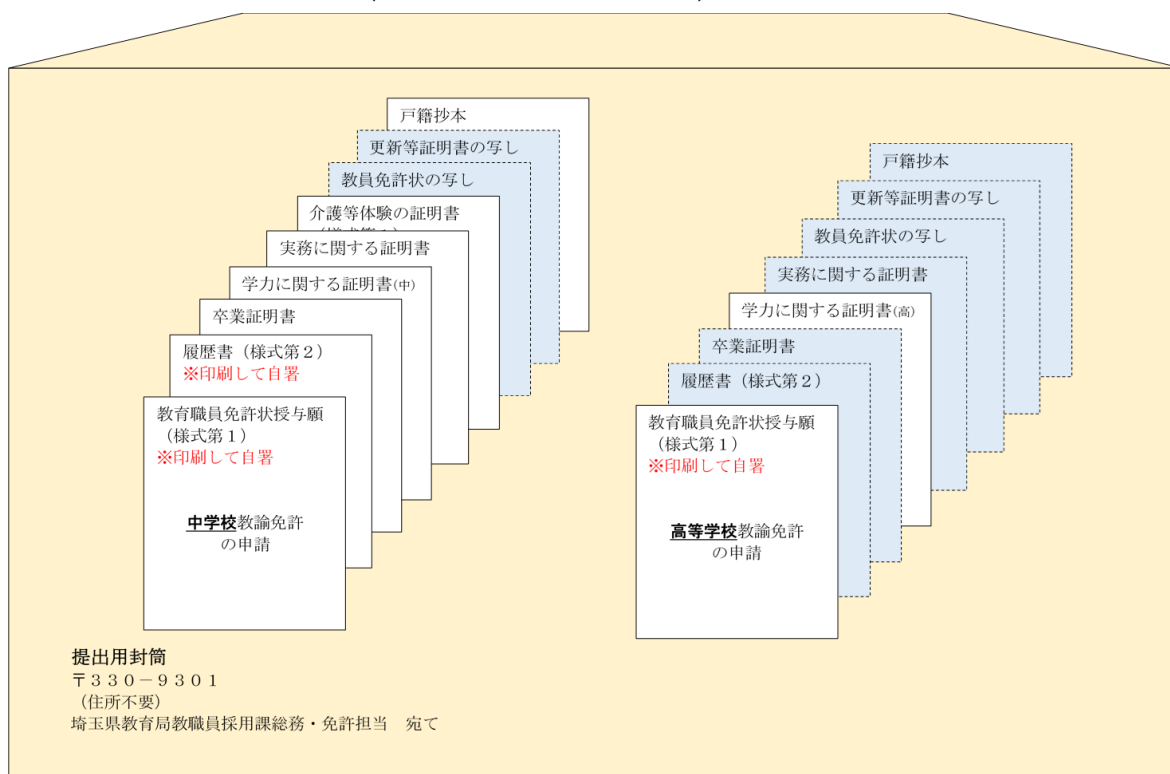 戸籍抄本
更新等証明書の写し
教員免許状の写し
介護等体験の証明書
実務に関する証明書
学力に関する証明書(中)
卒業証明書
履歴書（様式第２）
※印刷して自署
教育職員免許状授与願
（様式第１）
※印刷して自署
中学校教諭免許
の申請
戸籍抄本
更新等証明書の写し
教員免許状の写し
実務に関する証明書
学力に関する証明書(高)
卒業証明書
履歴書（様式第２）
教育職員免許状授与願
（様式第１）
※印刷して自署
高等学校教諭免許
の申請
提出用封筒
〒３３０－９３０１
（住所不要）
埼玉県教育局教職員採用課総務・免許担当　宛て